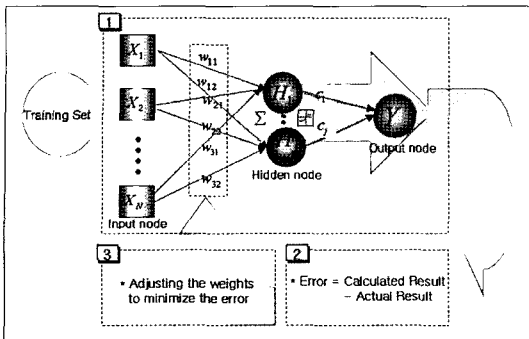 1
X1
w11
w12
H1
c1
Training Set
X2
w21
Σ
Y
w22
cj
w31
Output node
Hidden node
XN
w32
Input node
3
2
• Adjusting the weights
to minimize the error
• Error = Calculated Result
– Actual Result